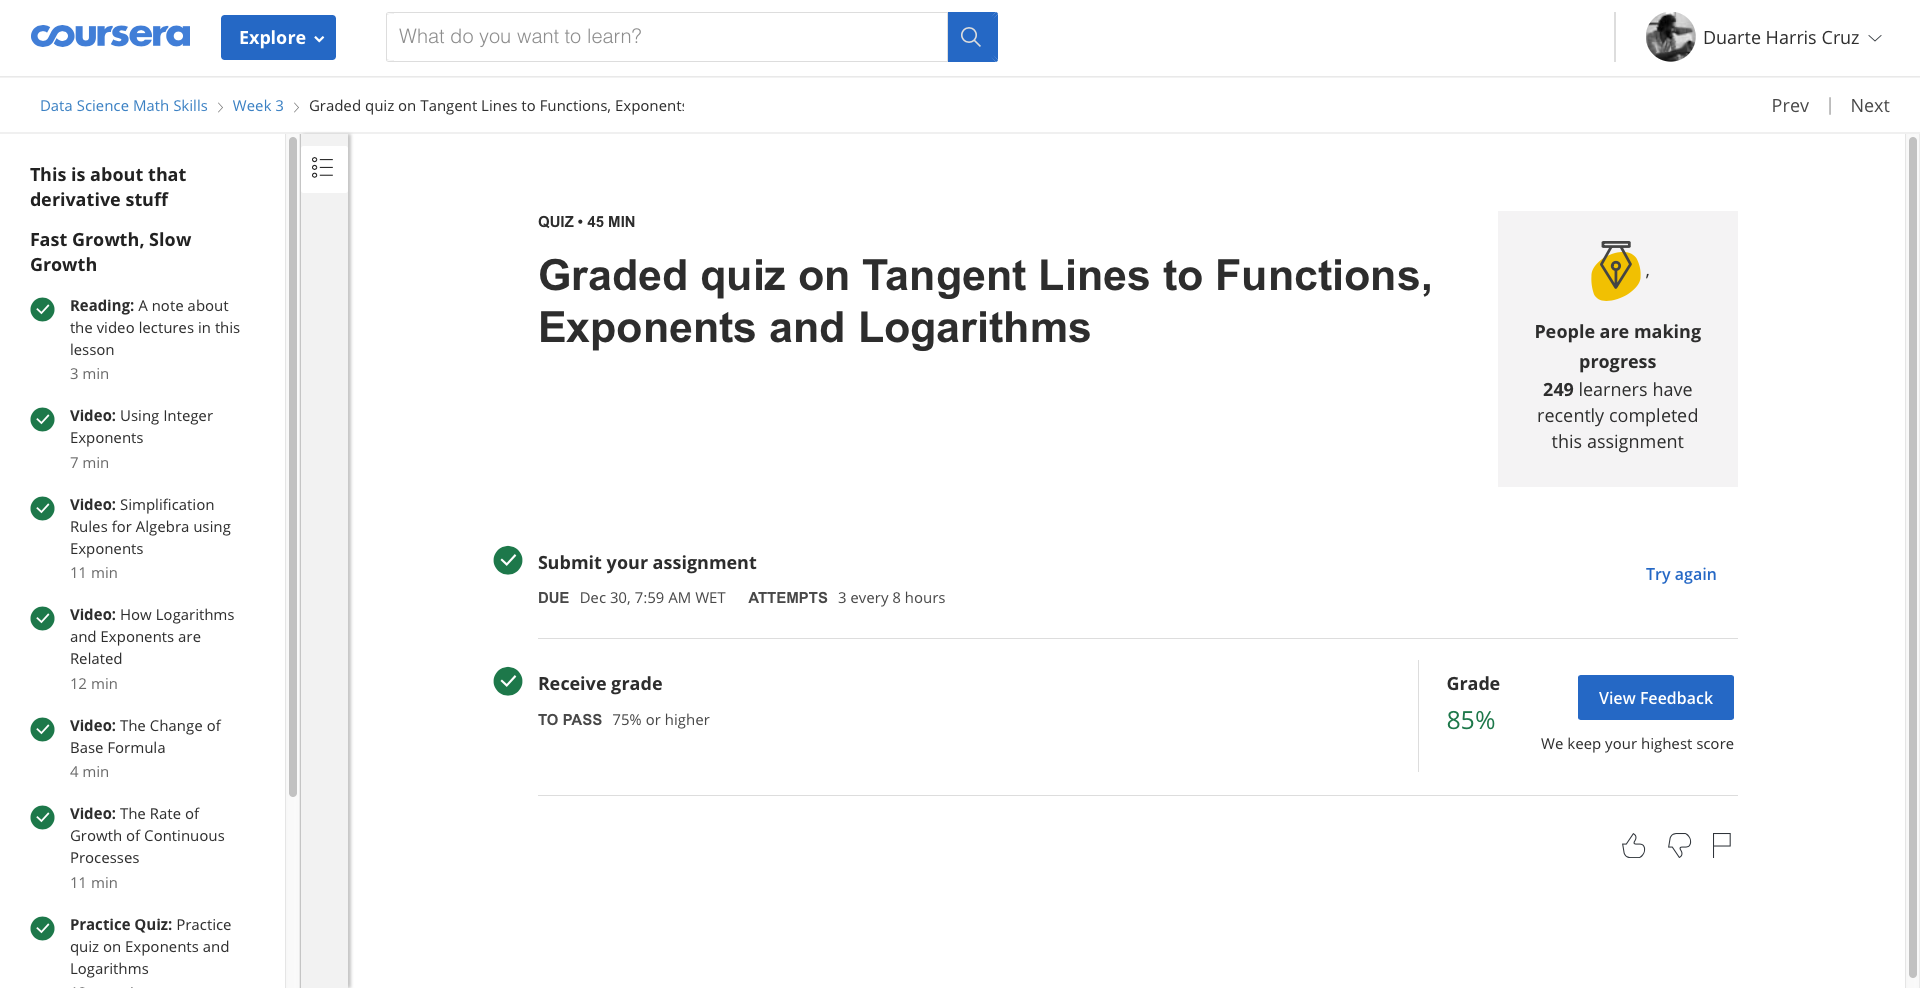 coursera
Explore
What do you want to learn?
Duarte Harris Cruz
Data Science Math Skills
Week 3
Graded quiz on Tangent Lines to Functions, Exponents
Prev | Next
This is about that
derivative stuff
Fast Growth, Slow
Growth
Reading: A note about
the video lectures in this
lesson
3 min
Video: Using Integer
Exponents
7 min
Video: Simplification
Rules for Algebra using
Exponents
11 min
Video: How Logarithms
and Exponents are
Related
12 min
Video: The Change of
Base Formula
4 min
Video: The Rate of
Growth of Continuous
Processes
11 min
Practice Quiz: Practice
quiz on Exponents and
Logarithms
QUIZ • 45 MIN
Graded quiz on Tangent Lines to Functions,
Exponents and Logarithms
,
People are making
progress
249 learners have
recently completed
this assignment
Submit your assignment
DUE Dec 30, 7:59 AM WET ATTEMPTS 3 every 8 hours
Try again
Receive grade
TO PASS 75% or higher
Grade
85%
View Feedback
We keep your highest score